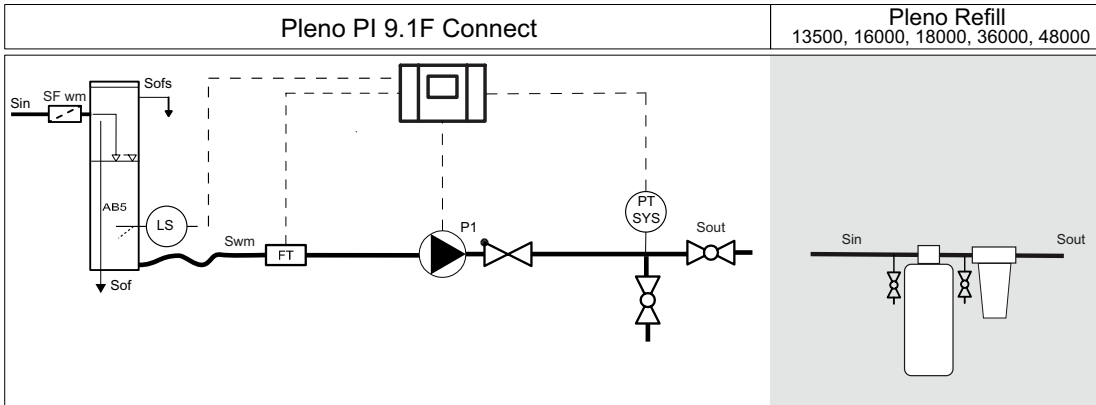 Pleno PI 9.1F Connect
Pleno Refill
13500, 16000, 18000, 36000, 48000
Sin
SF wm
Sofs
AB5
LS
Sof
Swm
FT
P1
PT
SYS
Sout
Sin
Sout